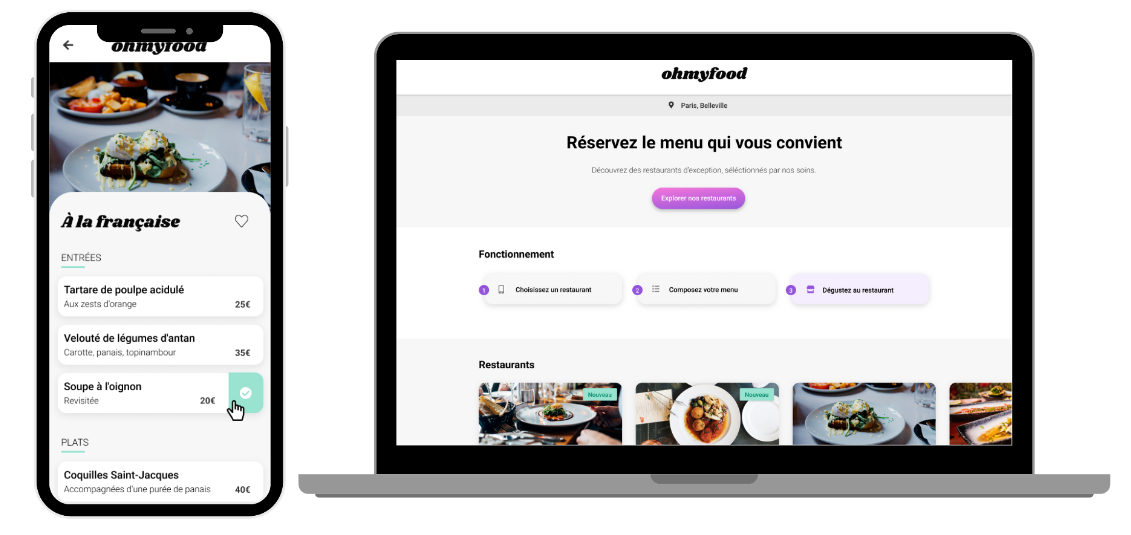 ohmyfood
À la française
ENTRÉES
Tartare de poulpe acidulé
Aux zests d'orange 25€
Velouté de légumes d'antan
Carotte, panais, topinambour 35€
Soupe à l'oignon
Revisitée 20€
PLATS
Coquilles Saint-Jacques
Accompagnées d'une purée de panais 40€
ohmyfood
Paris, Belleville
Réservez le menu qui vous convient
Découvrez des restaurants d'exception, séléctionnés par nos soins.
Explorer nos restaurants
Fonctionnement
1 Choisissez un restaurant
2 Composez votre menu
3 Dégustez au restaurant
Restaurants
Nouveau
Nouveau